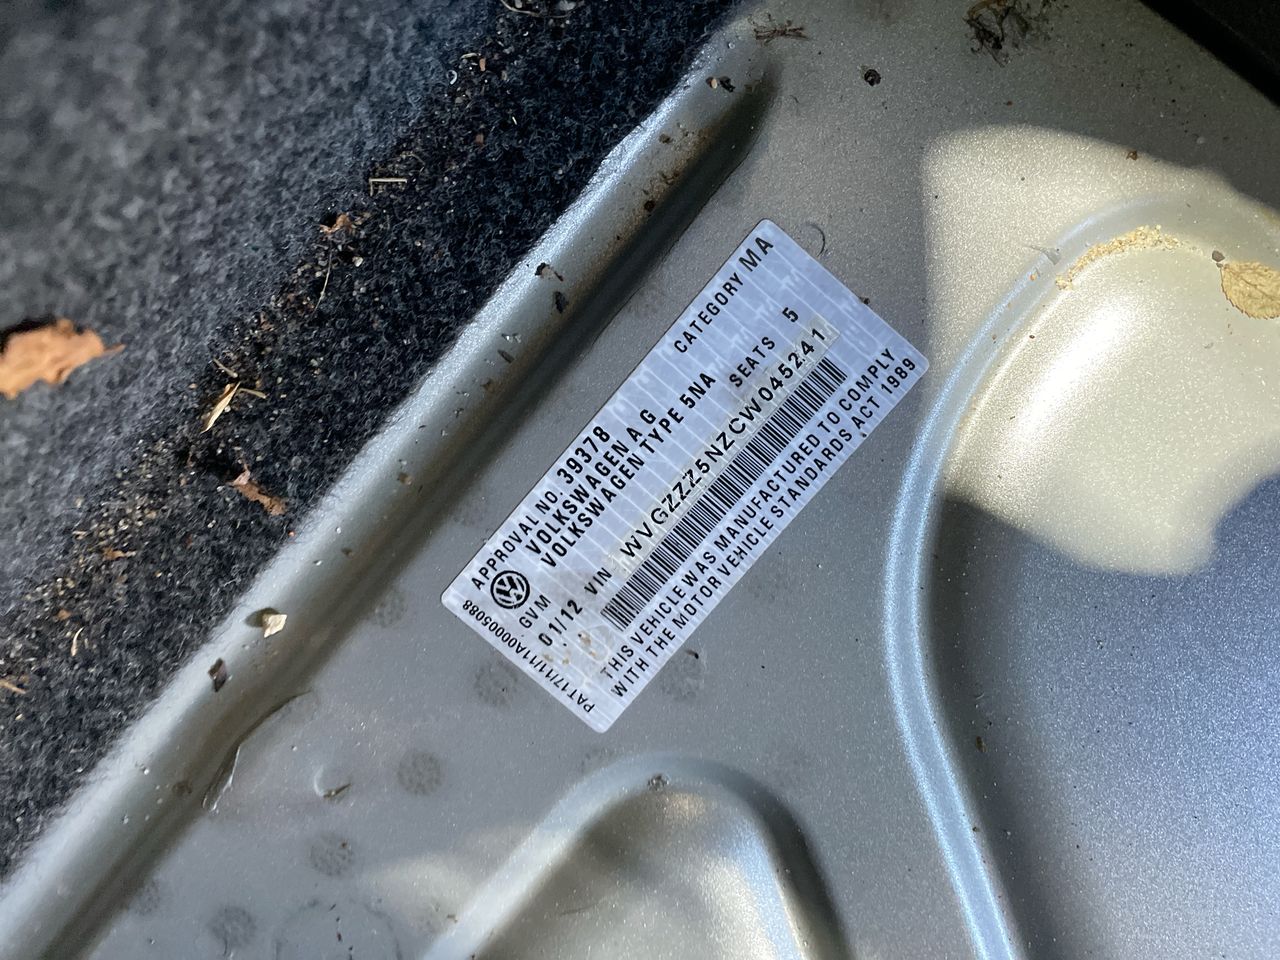 APPROVAL NO. 39378 CATEGORY MA
VOLKSWAGEN A G
VOLKSWAGEN TYPE 5NA SEATS 5
GVM
01/12 VIN WVGZZZ5NZCW045241
THIS VEHICLE WAS MANUFACTURED TO COMPLY
WITH THE MOTOR VEHICLE STANDARDS ACT 1989
PAT17/11/11A00005088